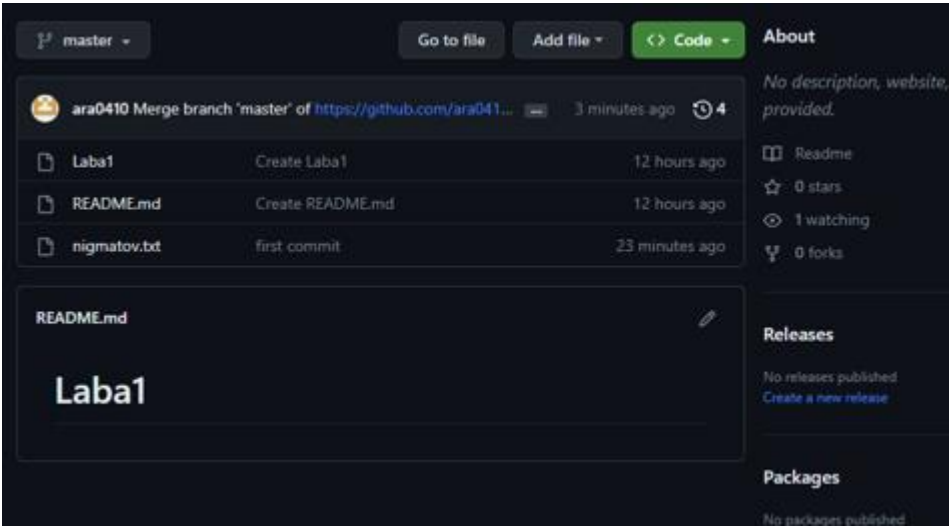 master
Go to file
Add file
Code
ara0410 Merge branch 'master' of https://github.com/ara041... ... 3 minutes ago 4
Laba1 Create Laba1 12 hours ago
README.md Create README.md 12 hours ago
nigmatov.txt first commit 23 minutes ago
README.md
Laba1
About
No description, website,
provided.
Readme
0 stars
1 watching
0 forks
Releases
No releases published
Create a new release
Packages
No packages published